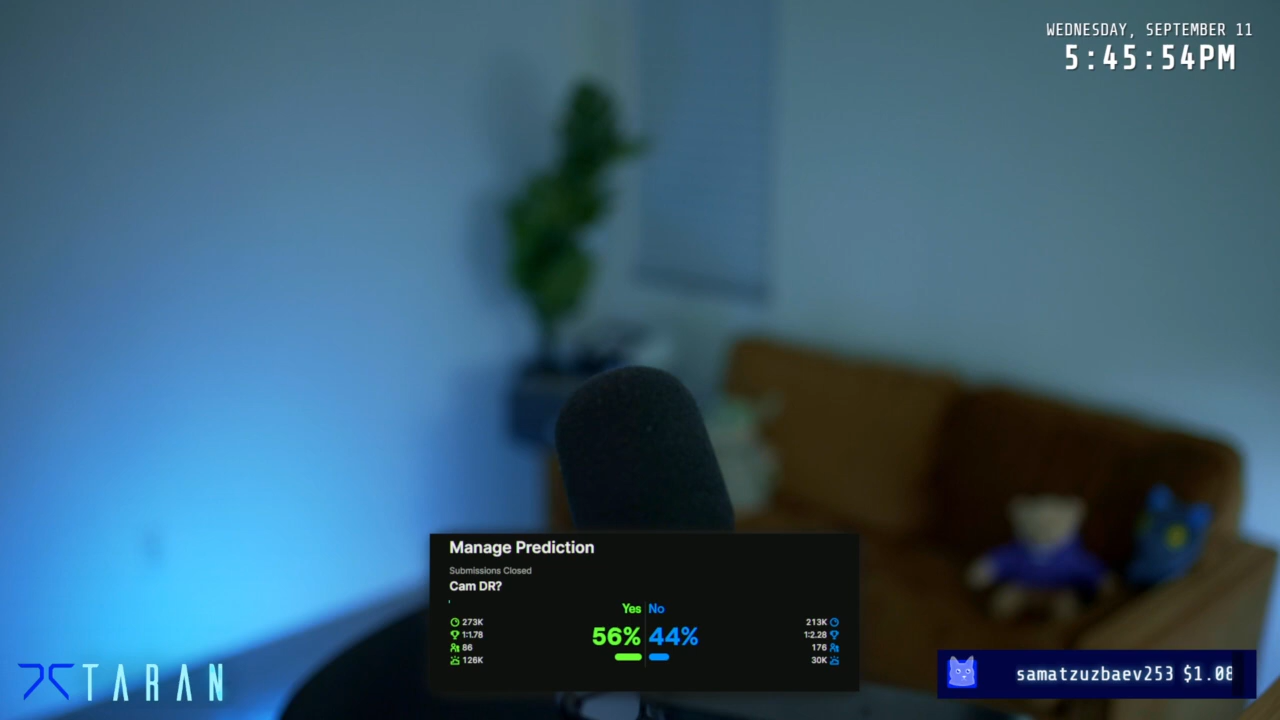 WEDNESDAY, SEPTEMBER 11
5:45:54PM
Manage Prediction
Submissions Closed
Cam DR?
Yes No
56% 44%
273K
1:1.78
86
126K
213K
1:2.28
176
30K
TARAN
samatzuzbaev253 $1.08